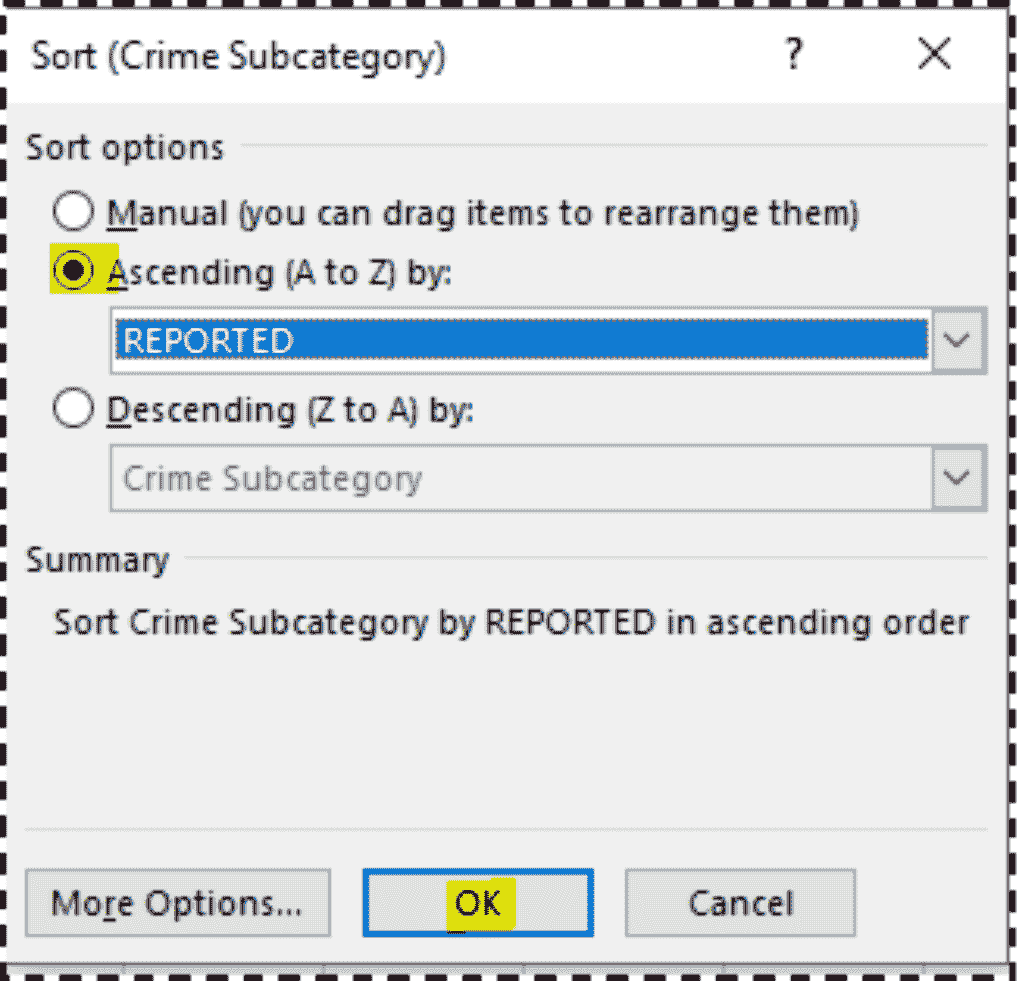 Sort (Crime Subcategory) ?
Sort options
Manual (you can drag items to rearrange them)
Ascending (A to Z) by:
REPORTED
Descending (Z to A) by:
Crime Subcategory
Summary
Sort Crime Subcategory by REPORTED in ascending order
More Options... OK Cancel